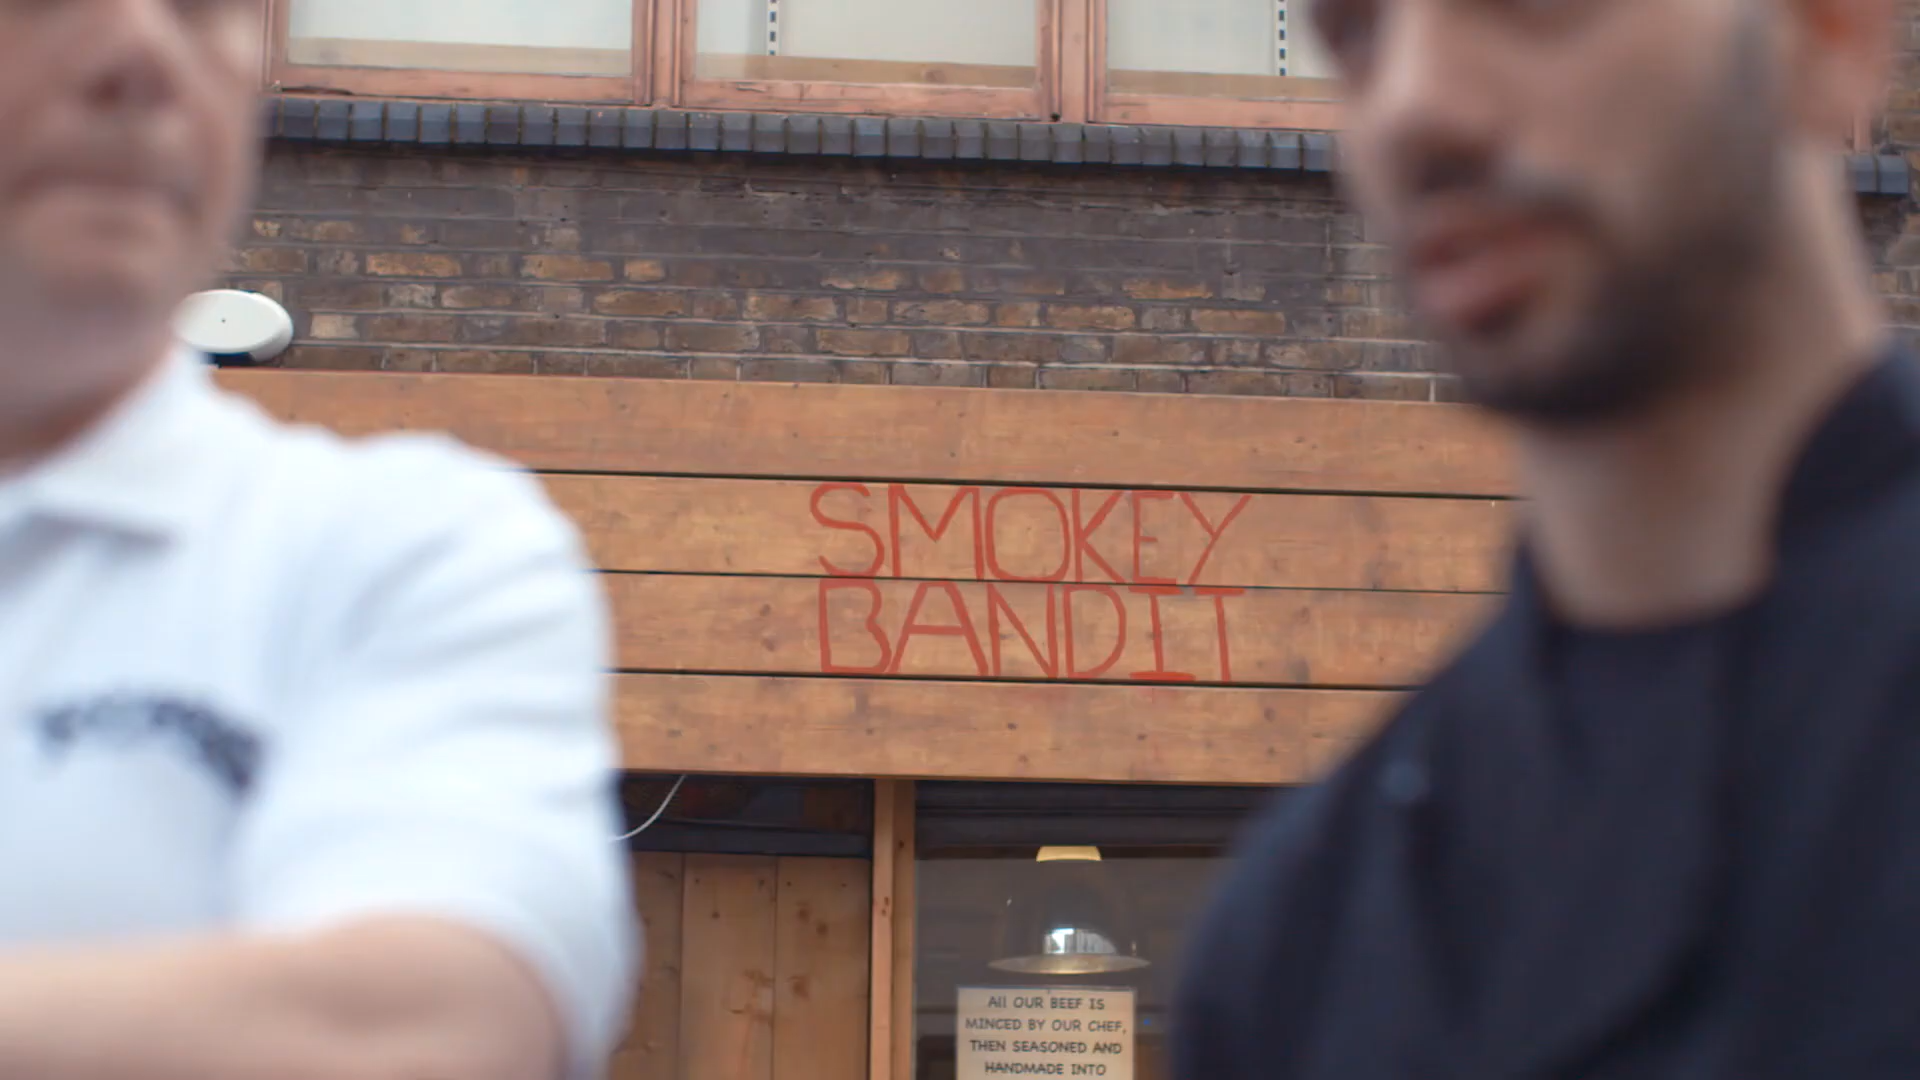 SMOKEY
BANDIT
All OUR BEEF IS
MINCED BY OUR CHEF,
THEN SEASONED AND
HANDMADE INTO